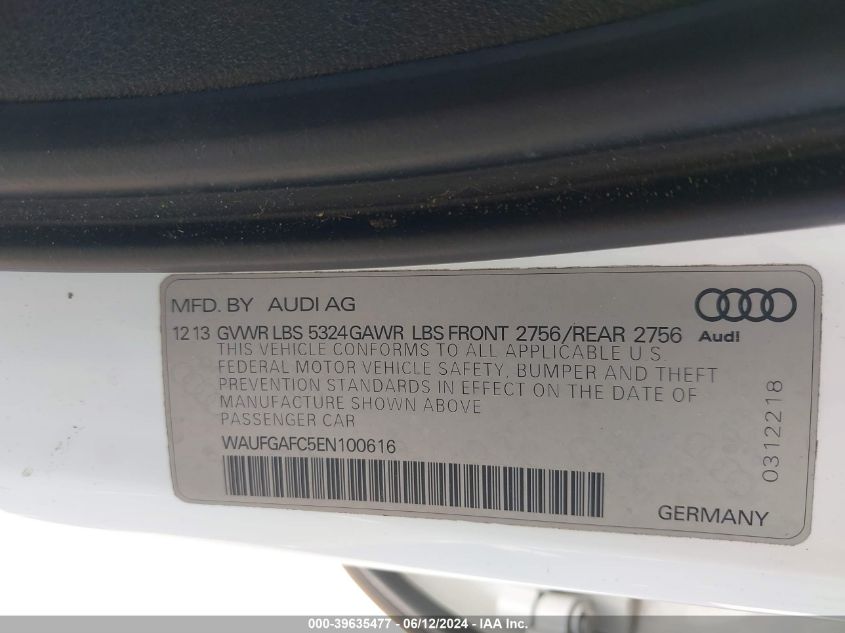 MFD. BY AUDI AG
Audi
12 13 GVWR LBS 5324 GAWR LBS FRONT 2756/REAR 2756
THIS VEHICLE CONFORMS TO ALL APPLICABLE U.S.
FEDERAL MOTOR VEHICLE SAFETY, BUMPER AND THEFT
PREVENTION STANDARDS IN EFFECT ON THE DATE OF
MANUFACTURE SHOWN ABOVE
PASSENGER CAR
WAUFGAFC5EN100616
0312218
GERMANY
000-39635477 - 06/12/2024 - IAA Inc.